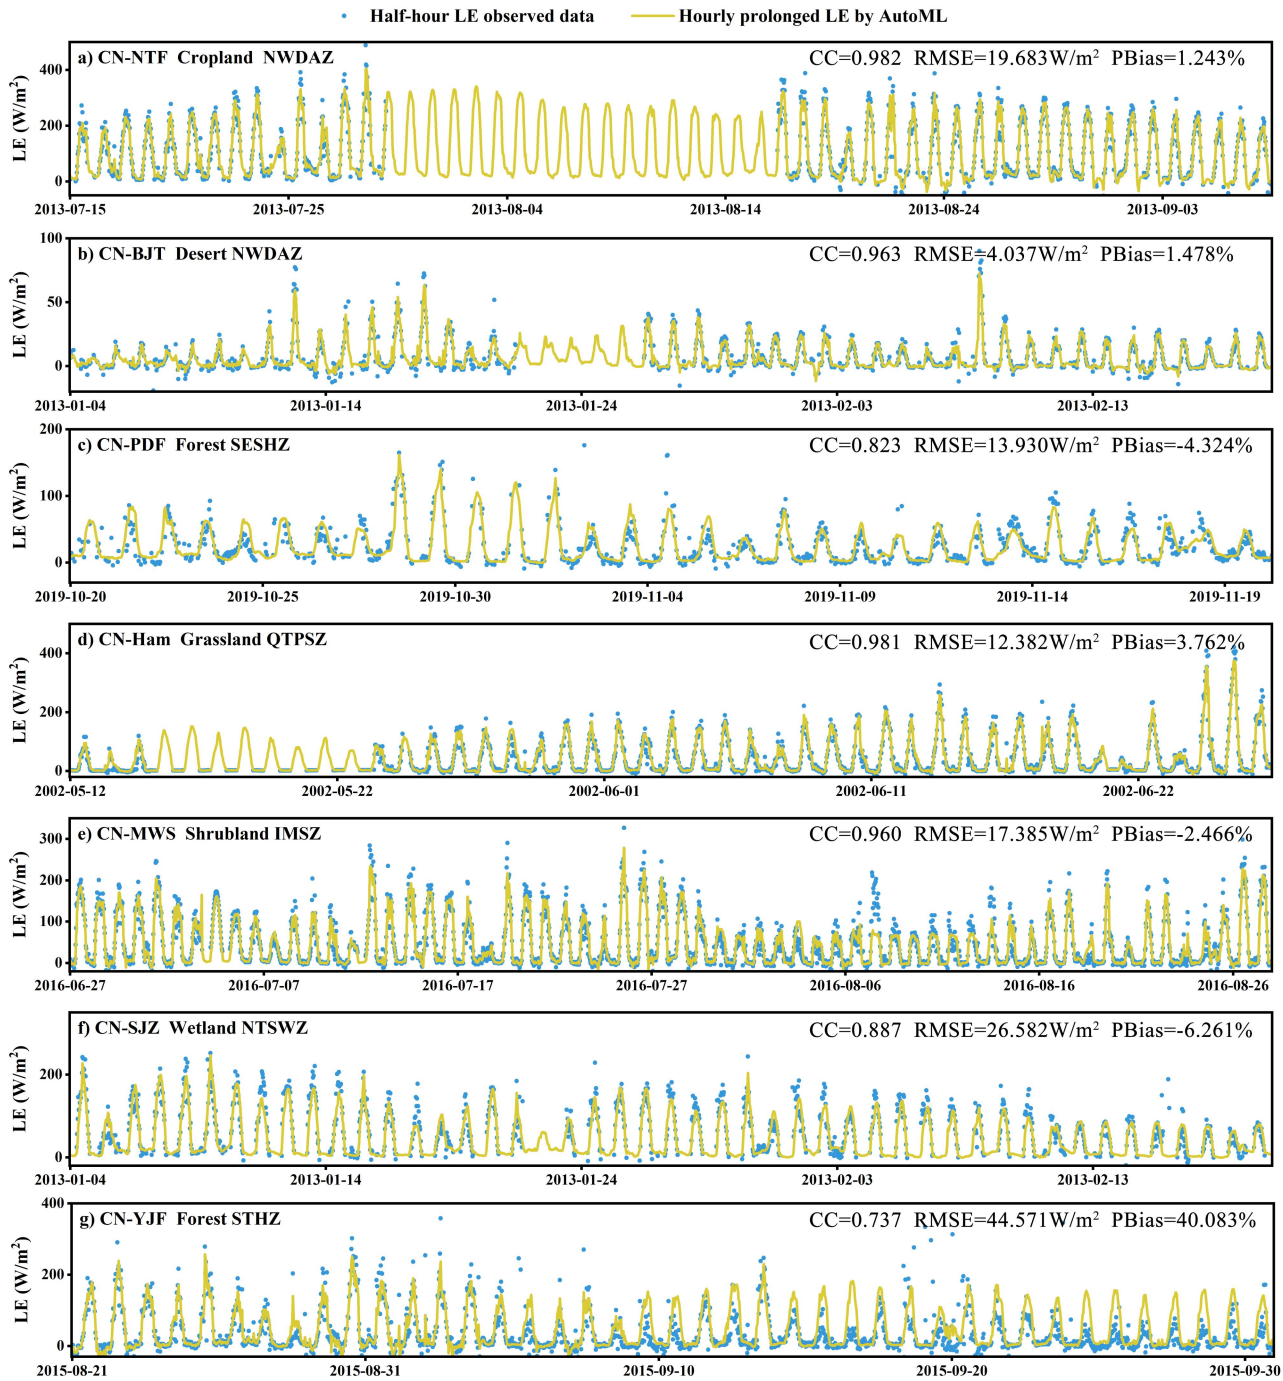 Half-hour LE observed data Hourly prolonged LE by AutoML
a) CN-NTF Cropland NWDAZ CC=0.982 RMSE=19.683W/m² PBias=1.243%
LE (W/m²)
400
200
0
2013-07-15 2013-07-25 2013-08-04 2013-08-14 2013-08-24 2013-09-03
b) CN-BJT Desert NWDAZ CC=0.963 RMSE=4.037W/m² PBias=1.478%
LE (W/m²)
100
50
0
2013-01-04 2013-01-14 2013-01-24 2013-02-03 2013-02-13
c) CN-PDF Forest SESHZ CC=0.823 RMSE=13.930W/m² PBias=-4.324%
LE (W/m²)
200
100
0
2019-10-20 2019-10-25 2019-10-30 2019-11-04 2019-11-09 2019-11-14 2019-11-19
d) CN-Ham Grassland QTPSZ CC=0.981 RMSE=12.382W/m² PBias=3.762%
LE (W/m²)
400
200
0
2002-05-12 2002-05-22 2002-06-01 2002-06-11 2002-06-22
e) CN-MWS Shrubland IMSZ CC=0.960 RMSE=17.385W/m² PBias=-2.466%
LE (W/m²)
300
200
100
0
2016-06-27 2016-07-07 2016-07-17 2016-07-27 2016-08-06 2016-08-16 2016-08-26
f) CN-SJZ Wetland NTSWZ CC=0.887 RMSE=26.582W/m² PBias=-6.261%
LE (W/m²)
200
0
2013-01-04 2013-01-14 2013-01-24 2013-02-03 2013-02-13
g) CN-YJF Forest STHZ CC=0.737 RMSE=44.571W/m² PBias=40.083%
LE (W/m²)
400
200
0
2015-08-21 2015-08-31 2015-09-10 2015-09-20 2015-09-30